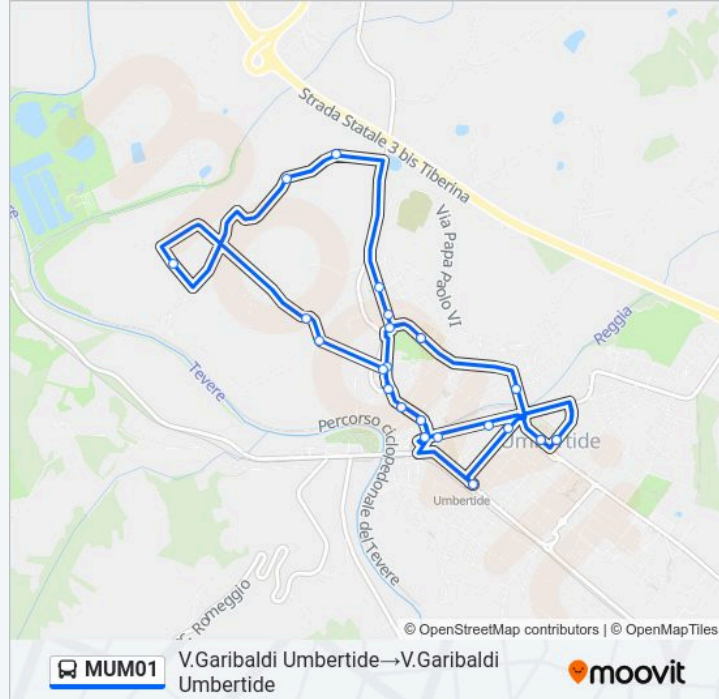 Strada Statale 3 bis Tiberina
Via Papa Paolo VI
Reggia
Tevere
Percorso ciclopedonale del Tevere
Umbertide
Umbertide
Romeggio
© OpenStreetMap contributors | © OpenMapTiles
MUM01
V.Garibaldi Umbertide→V.Garibaldi
Umbertide
moovit